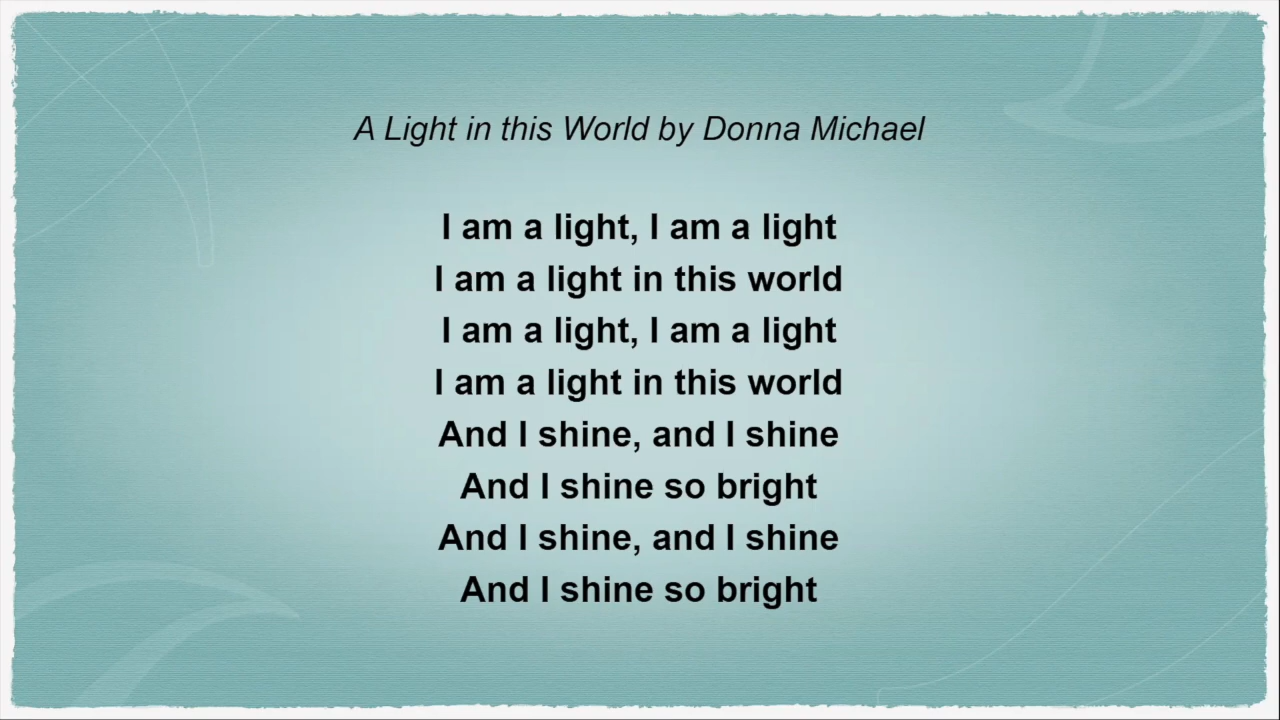 A Light in this World by Donna Michael
I am a light, I am a light
I am a light in this world
I am a light, I am a light
I am a light in this world
And I shine, and I shine
And I shine so bright
And I shine, and I shine
And I shine so bright